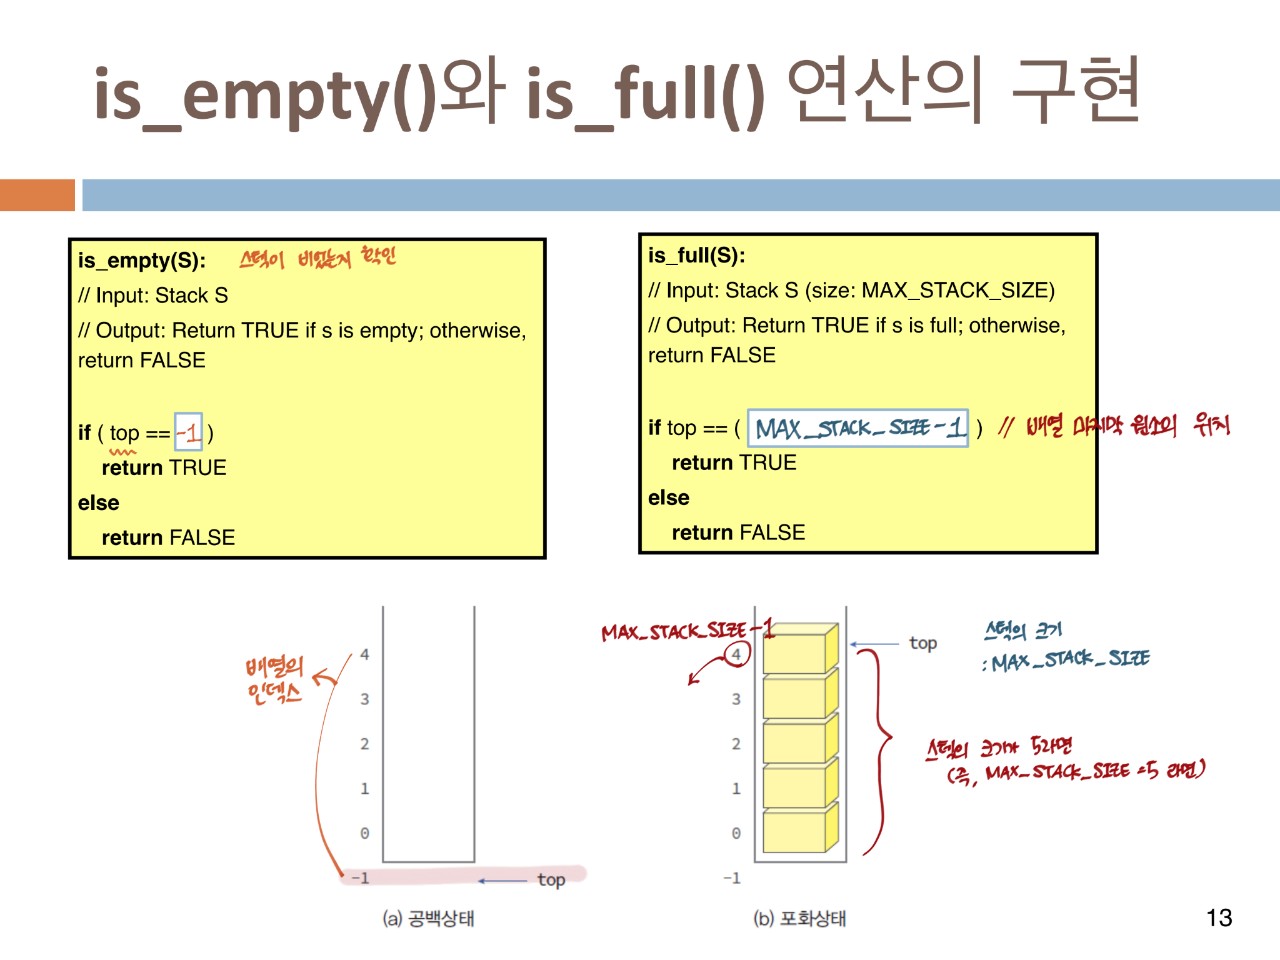 is_empty()와 is_full() 연산의 구현
is_empty(S): 스택이 비었는지 확인
// Input: Stack S
// Output: Return TRUE if s is empty; otherwise,
return FALSE
if ( top == -1 )
return TRUE
else
return FALSE
is_full(S):
// Input: Stack S (size: MAX_STACK_SIZE)
// Output: Return TRUE if s is full; otherwise,
return FALSE
if top == ( MAX_STACK_SIZE-1 ) // 배열 마지막 원소의 위치
return TRUE
else
return FALSE
배열의
인덱스
4
3
2
1
0
-1
top
(a) 공백상태
MAX_STACK_SIZE-1
4
3
2
1
0
-1
top
(b) 포화상태
스택의 크기
: MAX_STACK_SIZE
스택의 크기가 5라면
(즉, MAX_STACK_SIZE =5 라면)
13